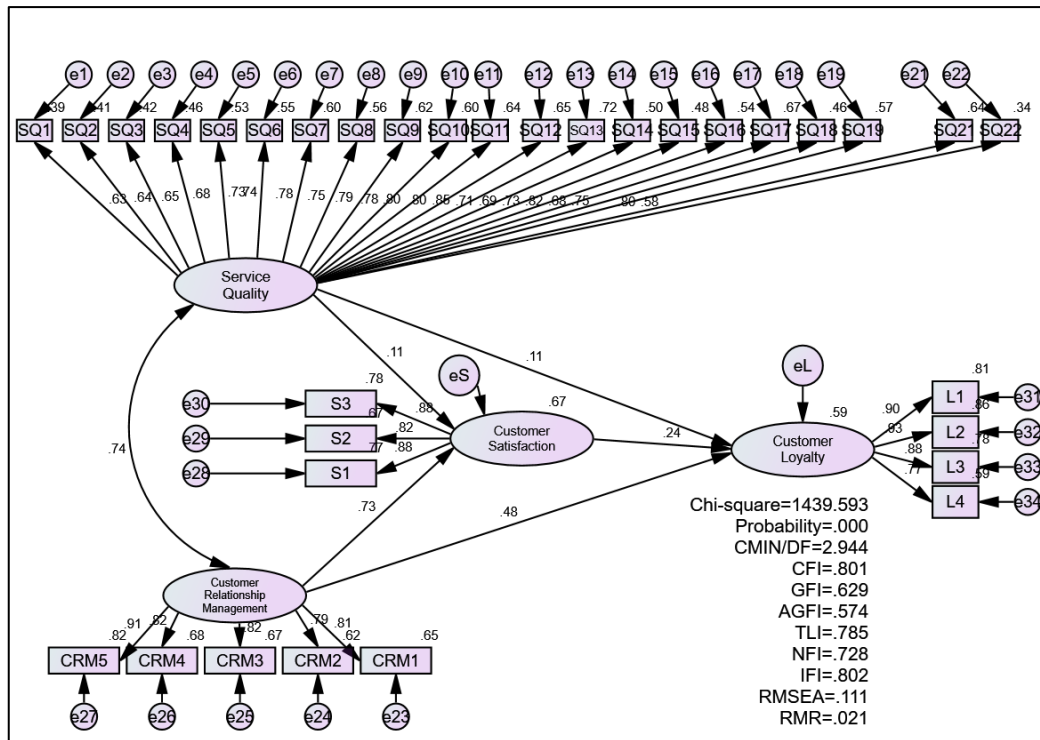 e1 e2 e3 e4 e5 e6 e7 e8 e9 e10 e11 e12 e13 e14 e15 e16 e17 e18 e19 e21 e22
.39 .41 .42 .46 .53 .55 .60 .56 .62 .60 .64 .65 .72 .50 .48 .54 .67 .46 .57 .64 .34
SQ1 SQ2 SQ3 SQ4 SQ5 SQ6 SQ7 SQ8 SQ9 SQ10 SQ11 SQ12 SQ13 SQ14 SQ15 SQ16 SQ17 SQ18 SQ19 SQ21 SQ22
.63 .64 .65 .68 .73 .74 .78 .75 .79 .78 .80 .80 .85 .71 .69 .73 .82 .68 .75 .80 .58
Service
Quality
.11 .11
eS eL
.78 .67 .59 .81
e30 S3 .88 .67
Customer
Satisfaction
e29 S2 .82 .77
e28 S1 .88
.24
Customer
Loyalty
.90 L1 e31
.86
.93 L2 e32
.78
.88 L3 e33
.59
.77 L4 e34
.74
.73
.48
Chi-square=1439.593
Probability=.000
CMIN/DF=2.944
CFI=.801
GFI=.629
AGFI=.574
TLI=.785
NFI=.728
IFI=.802
RMSEA=.111
RMR=.021
Customer
Relationship
Management
.91 .82 .82 .79 .81
.82 .68 .67 .62 .65
CRM5 CRM4 CRM3 CRM2 CRM1
e27 e26 e25 e24 e23